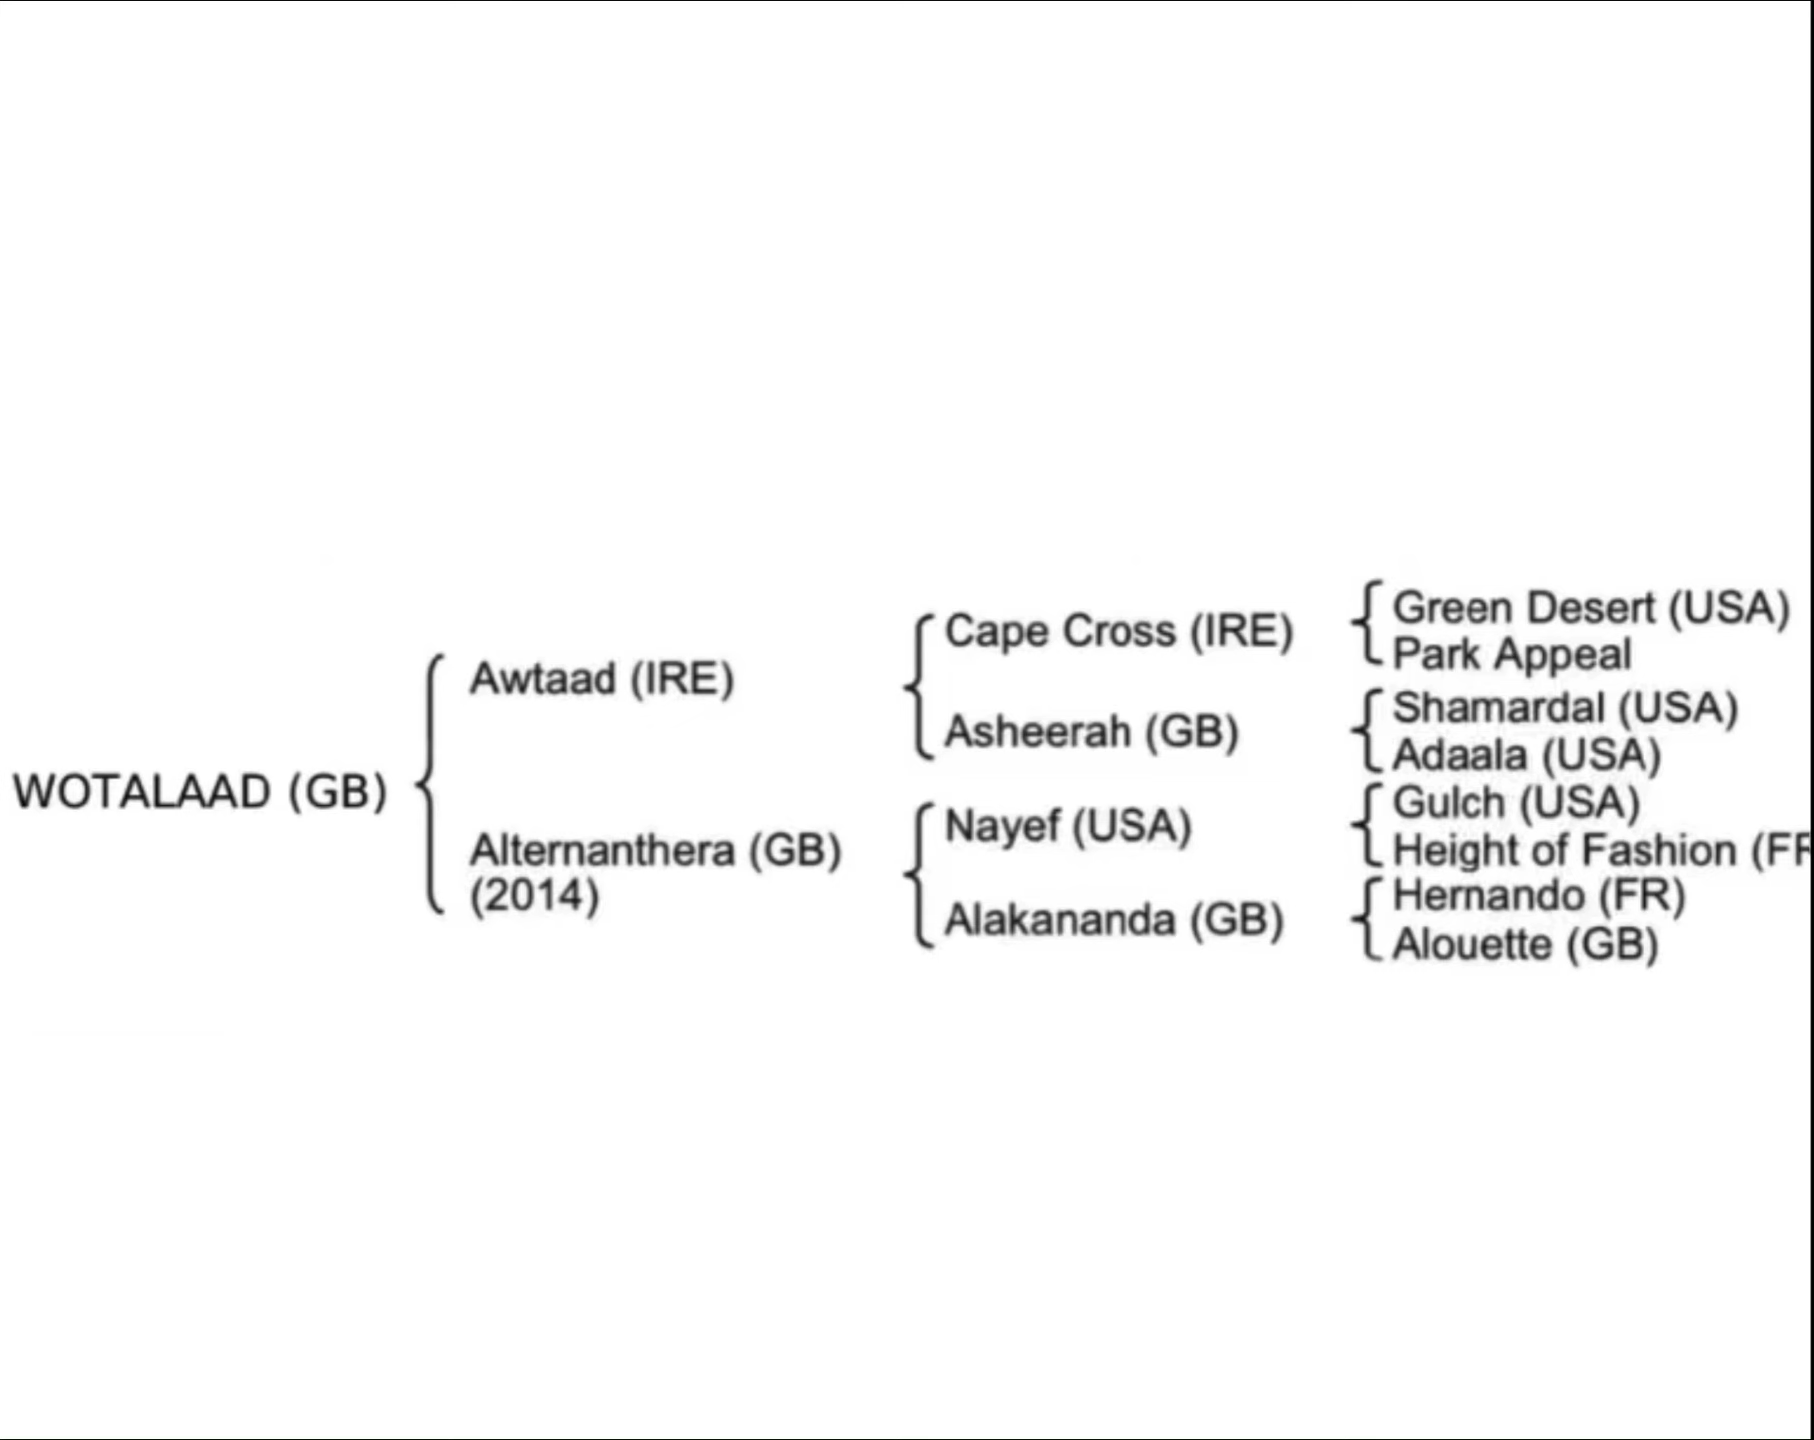 WOTALAAD (GB)
Awtaad (IRE)
Alternanthera (GB)
(2014)
Cape Cross (IRE)
Asheerah (GB)
Nayef (USA)
Alakananda (GB)
Green Desert (USA)
Park Appeal
Shamardal (USA)
Adaala (USA)
Gulch (USA)
Height of Fashion (FR
Hernando (FR)
Alouette (GB)